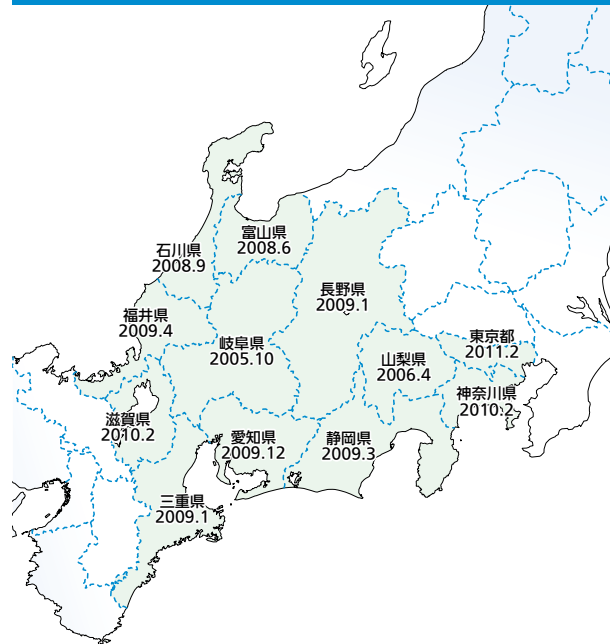 富山県
2008.6
石川県
2008.9
長野県
2009.1
福井県
2009.4
岐阜県
2005.10
東京都
2011.2
山梨県
2006.4
神奈川県
2010.2
滋賀県
2010.2
愛知県
2009.12
静岡県
2009.3
三重県
2009.1